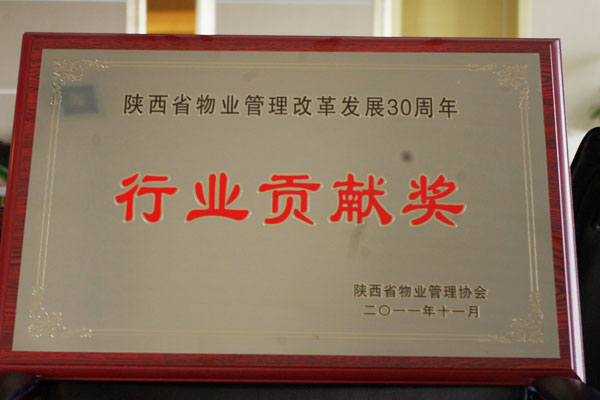 陕西省物业管理改革发展30周年
行业贡献奖
陕西省物业管理协会
二〇一一年十一月